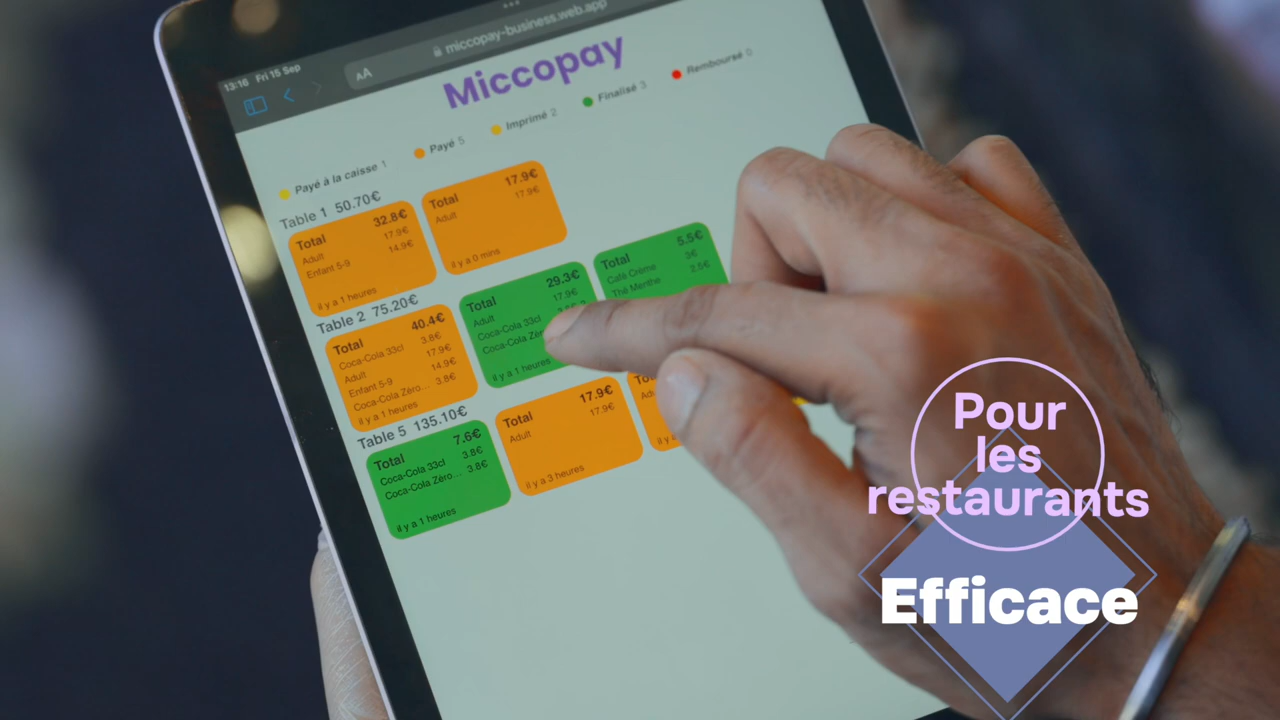 13:16 Fri 15 Sep
AA
miccopay-business.web.app
Miccopay
Payé à la caisse 1
Payé 5
Imprimé 2
Finalisé 3
Remboursé 0
Table 1 50.70€
Total 32.8€
Adult 17.9€
Enfant 5-9 14.9€
il y a 1 heures
Total 17.9€
Adult 17.9€
il y a 0 mins
Table 2 75.20€
Total 40.4€
Coca-Cola 33cl 3.8€
Adult 17.9€
Enfant 5-9 14.9€
Coca-Cola Zéro... 3.8€
il y a 1 heures
Total 29.3€
Adult 17.9€
Coca-Cola 33cl
Coca-Cola
il y a 1 heures
Total 5.5€
Café Crème 3€
Thé Menthe 2.5€
Table 5 135.10€
Total 7.6€
Coca-Cola 33cl 3.8€
Coca-Cola Zéro... 3.8€
il y a 1 heures
Total 17.9€
Adult 17.9€
il y a 3 heures
Pour
les
restaurants
Efficace